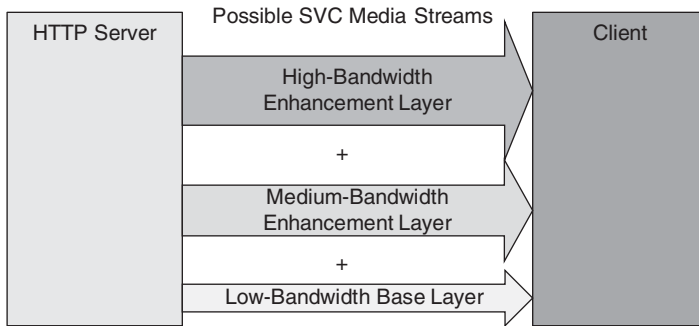 Possible SVC Media Streams
HTTP Server
Client
High-Bandwidth
Enhancement Layer
+
Medium-Bandwidth
Enhancement Layer
+
Low-Bandwidth Base Layer